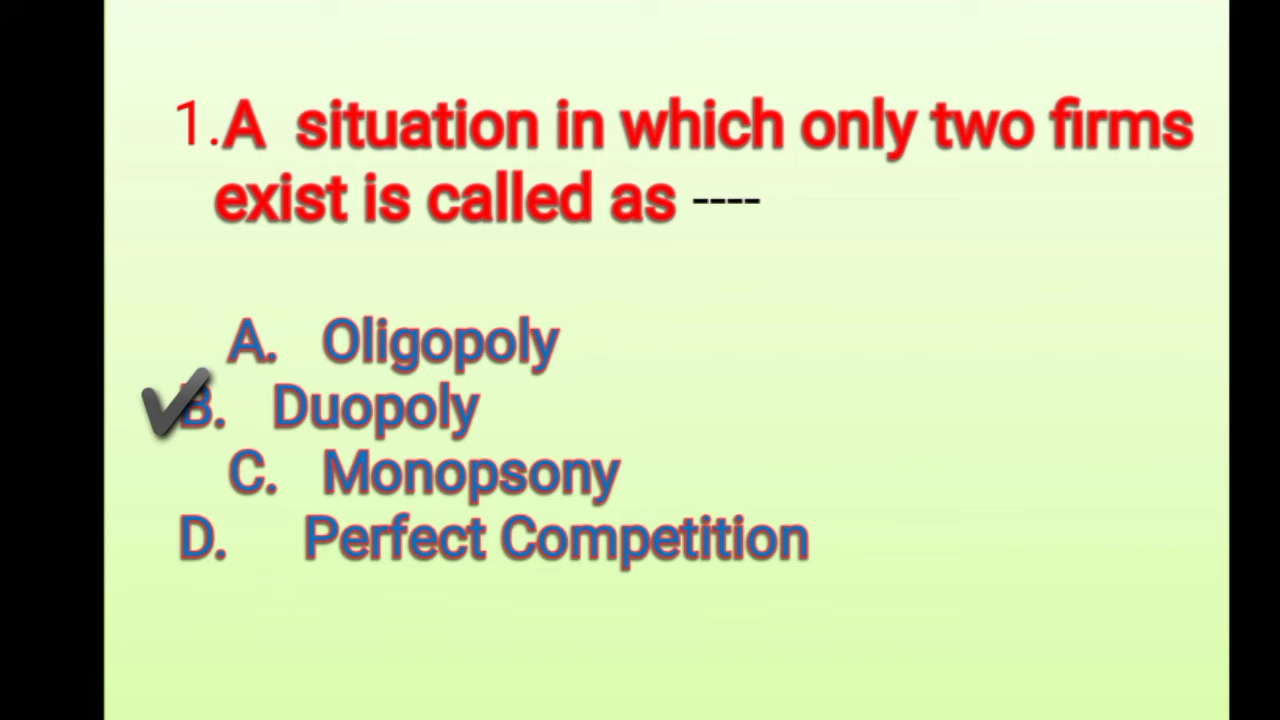 1.A situation in which only two firms
exist is called as ----
A. Oligopoly
B. Duopoly
C. Monopsony
D. Perfect Competition